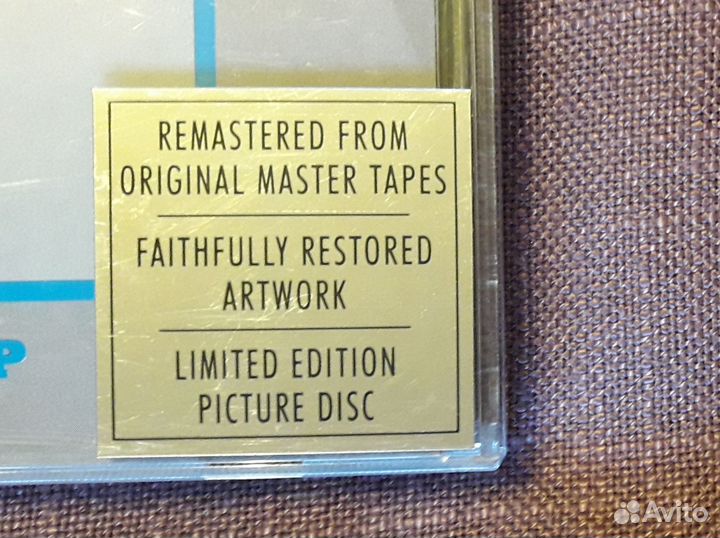 REMASTERED FROM
ORIGINAL MASTER TAPES
FAITHFULLY RESTORED
ARTWORK
LIMITED EDITION
PICTURE DISC
P
Avito